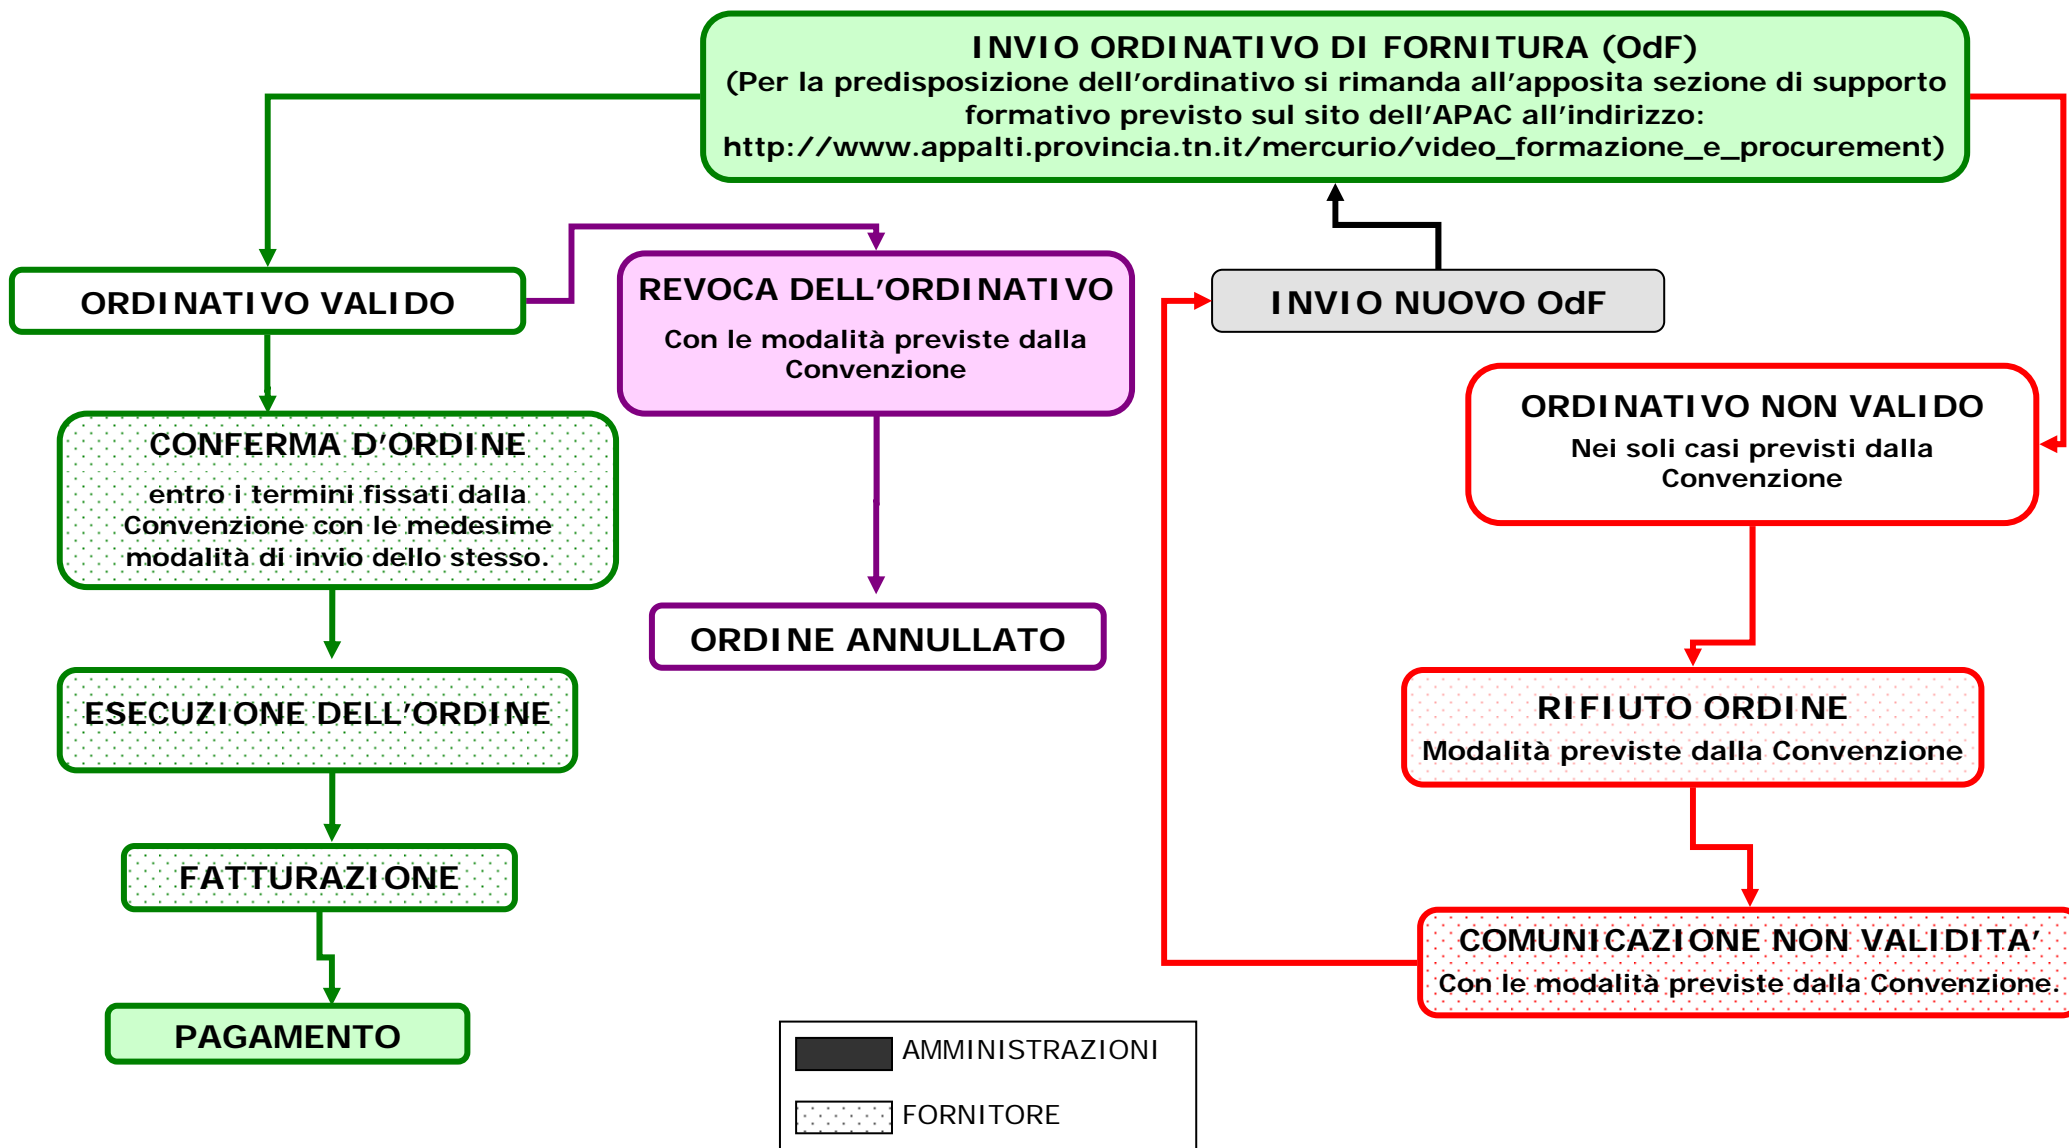 INVIO ORDINATIVO DI FORNITURA (OdF)
(Per la predisposizione dell’ordinativo si rimanda all’apposita sezione di supporto
formativo previsto sul sito dell’APAC all’indirizzo:
http://www.appalti.provincia.tn.it/mercurio/video_formazione_e_procurement)
ORDINATIVO VALIDO
REVOCA DELL’ORDINATIVO
Con le modalità previste dalla
Convenzione
INVIO NUOVO OdF
ORDINATIVO NON VALIDO
Nei soli casi previsti dalla
Convenzione
CONFERMA D’ORDINE
entro i termini fissati dalla
Convenzione con le medesime
modalità di invio dello stesso.
ORDINE ANNULLATO
ESECUZIONE DELL’ORDINE
RIFIUTO ORDINE
Modalità previste dalla Convenzione
FATTURAZIONE
COMUNICAZIONE NON VALIDITA’
Con le modalità previste dalla Convenzione.
PAGAMENTO
AMMINISTRAZIONI
FORNITORE